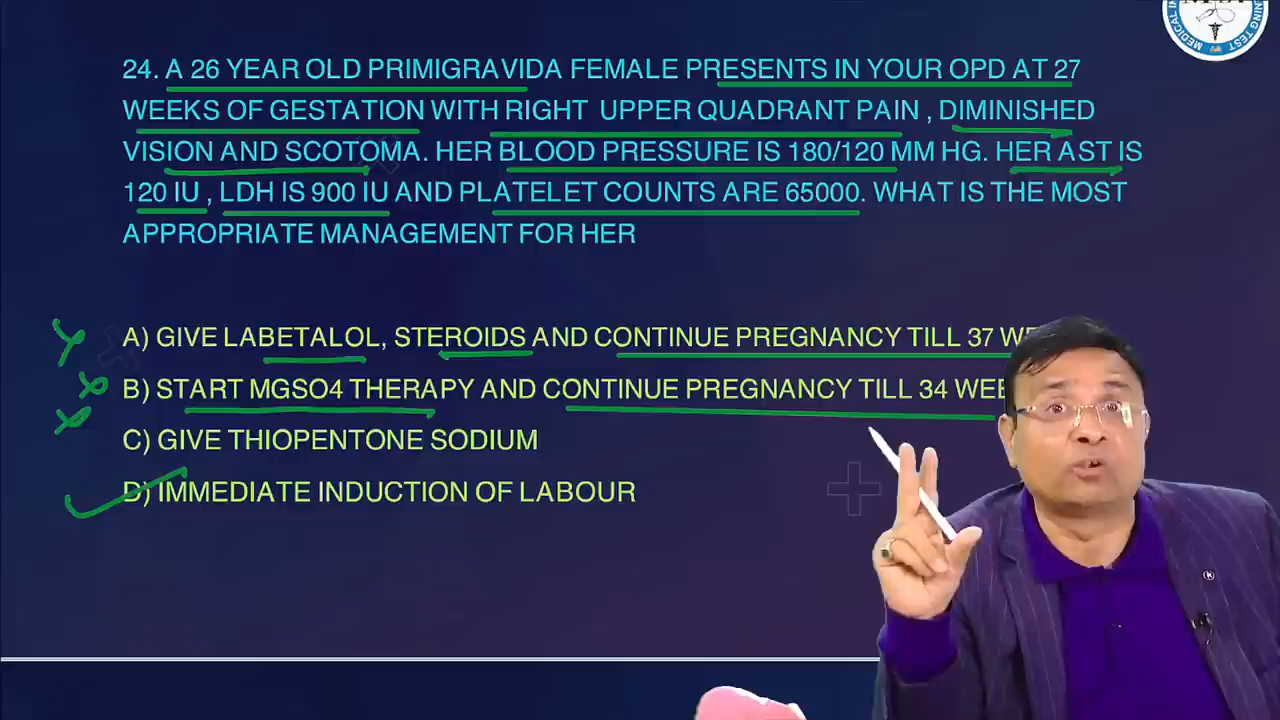 24. A 26 YEAR OLD PRIMIGRAVIDA FEMALE PRESENTS IN YOUR OPD AT 27
WEEKS OF GESTATION WITH RIGHT UPPER QUADRANT PAIN , DIMINISHED
VISION AND SCOTOMA. HER BLOOD PRESSURE IS 180/120 MM HG. HER AST IS
120 IU , LDH IS 900 IU AND PLATELET COUNTS ARE 65000. WHAT IS THE MOST
APPROPRIATE MANAGEMENT FOR HER
A) GIVE LABETALOL, STEROIDS AND CONTINUE PREGNANCY TILL 37
B) START MGSO4 THERAPY AND CONTINUE PREGNANCY TILL 34
C) GIVE THIOPENTONE SODIUM
D) IMMEDIATE INDUCTION OF LABOUR